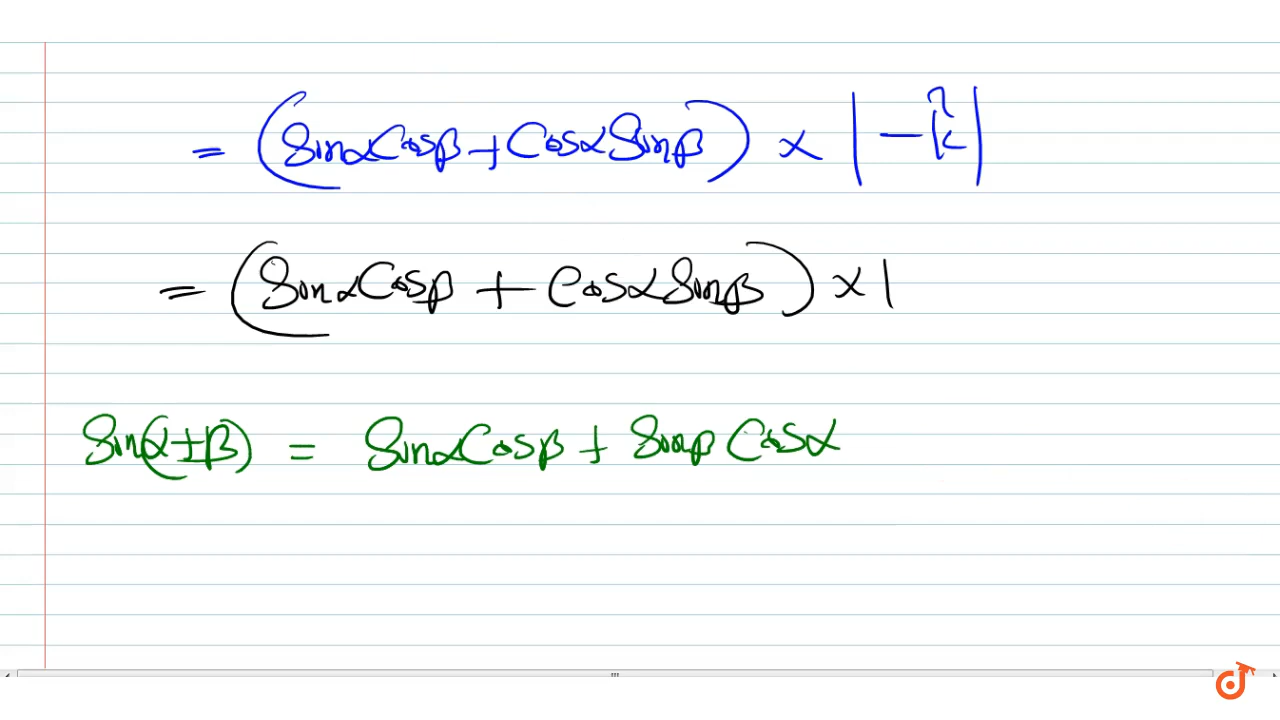 = (Sinα Cosβ + Cosα Sinβ) × |-k̂|
= (Sinα Cosβ + Cosα Sinβ) × 1
Sin(α±β) = Sinα Cosβ + Sinβ Cosα